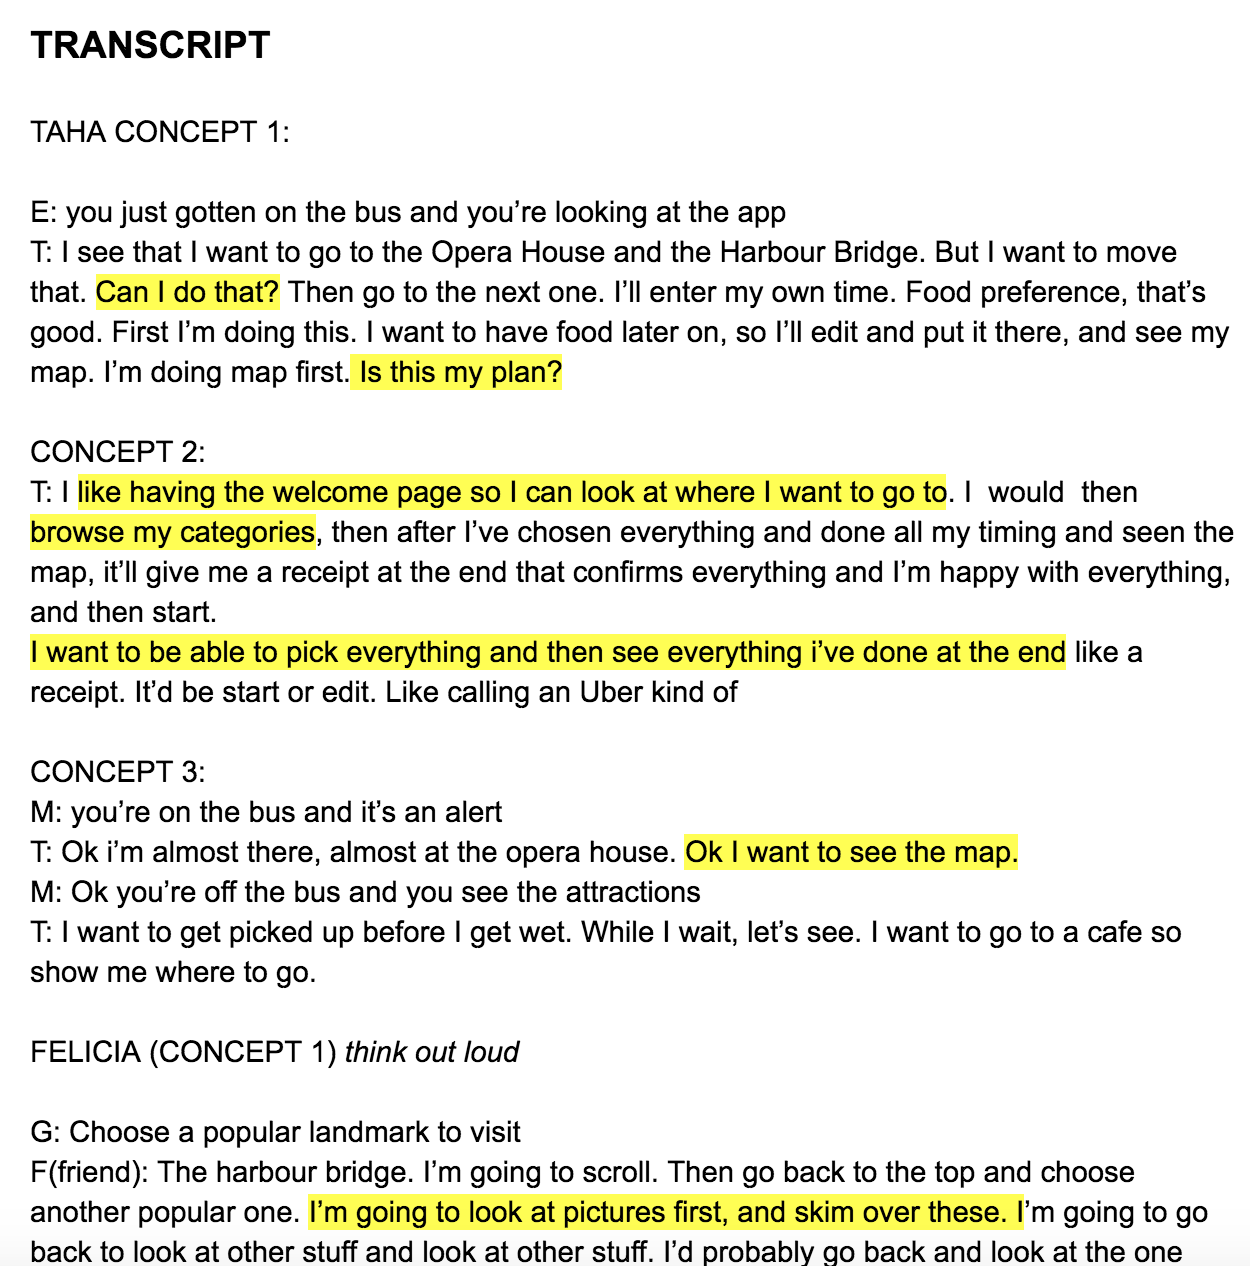 TRANSCRIPT
TAHA CONCEPT 1:
E: you just gotten on the bus and you’re looking at the app
T: I see that I want to go to the Opera House and the Harbour Bridge. But I want to move
that. Can I do that? Then go to the next one. I’ll enter my own time. Food preference, that’s
good. First I’m doing this. I want to have food later on, so I’ll edit and put it there, and see my
map. I’m doing map first. Is this my plan?
CONCEPT 2:
T: I like having the welcome page so I can look at where I want to go to. I  would  then
browse my categories, then after I’ve chosen everything and done all my timing and seen the
map, it’ll give me a receipt at the end that confirms everything and I’m happy with everything,
and then start.
I want to be able to pick everything and then see everything i’ve done at the end like a
receipt. It’d be start or edit. Like calling an Uber kind of
CONCEPT 3:
M: you’re on the bus and it’s an alert
T: Ok i’m almost there, almost at the opera house. Ok I want to see the map.
M: Ok you’re off the bus and you see the attractions
T: I want to get picked up before I get wet. While I wait, let’s see. I want to go to a cafe so
show me where to go.
FELICIA (CONCEPT 1) think out loud
G: Choose a popular landmark to visit
F(friend): The harbour bridge. I’m going to scroll. Then go back to the top and choose
another popular one. I’m going to look at pictures first, and skim over these. I’m going to go
back to look at other stuff and look at other stuff. I’d probably go back and look at the one